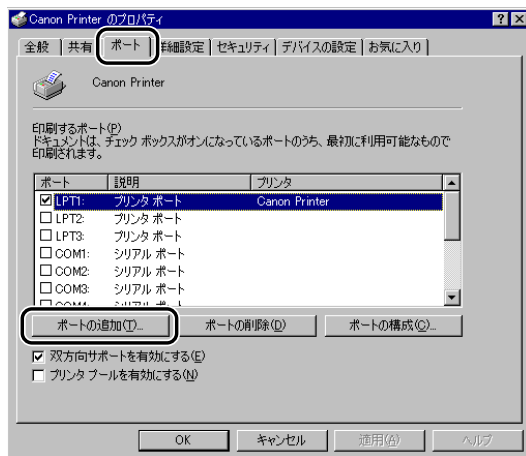 Canon Printer のプロパティ
全般 共有 ポート 詳細設定 セキュリティ デバイスの設定 お気に入り
Canon Printer
印刷するポート(P)
ドキュメントは、チェック ボックスがオンになっているポートのうち、最初に利用可能なもので
印刷されます。
ポート 説明 プリンタ
LPT1: プリンタ ポート Canon Printer
LPT2: プリンタ ポート
LPT3: プリンタ ポート
COM1: シリアル ポート
COM2: シリアル ポート
COM3: シリアル ポート
ポートの追加(T)... ポートの削除(D) ポートの構成(C)...
双方向サポートを有効にする(E)
プリンタ プールを有効にする(N)
OK キャンセル 適用(A) ヘルプ